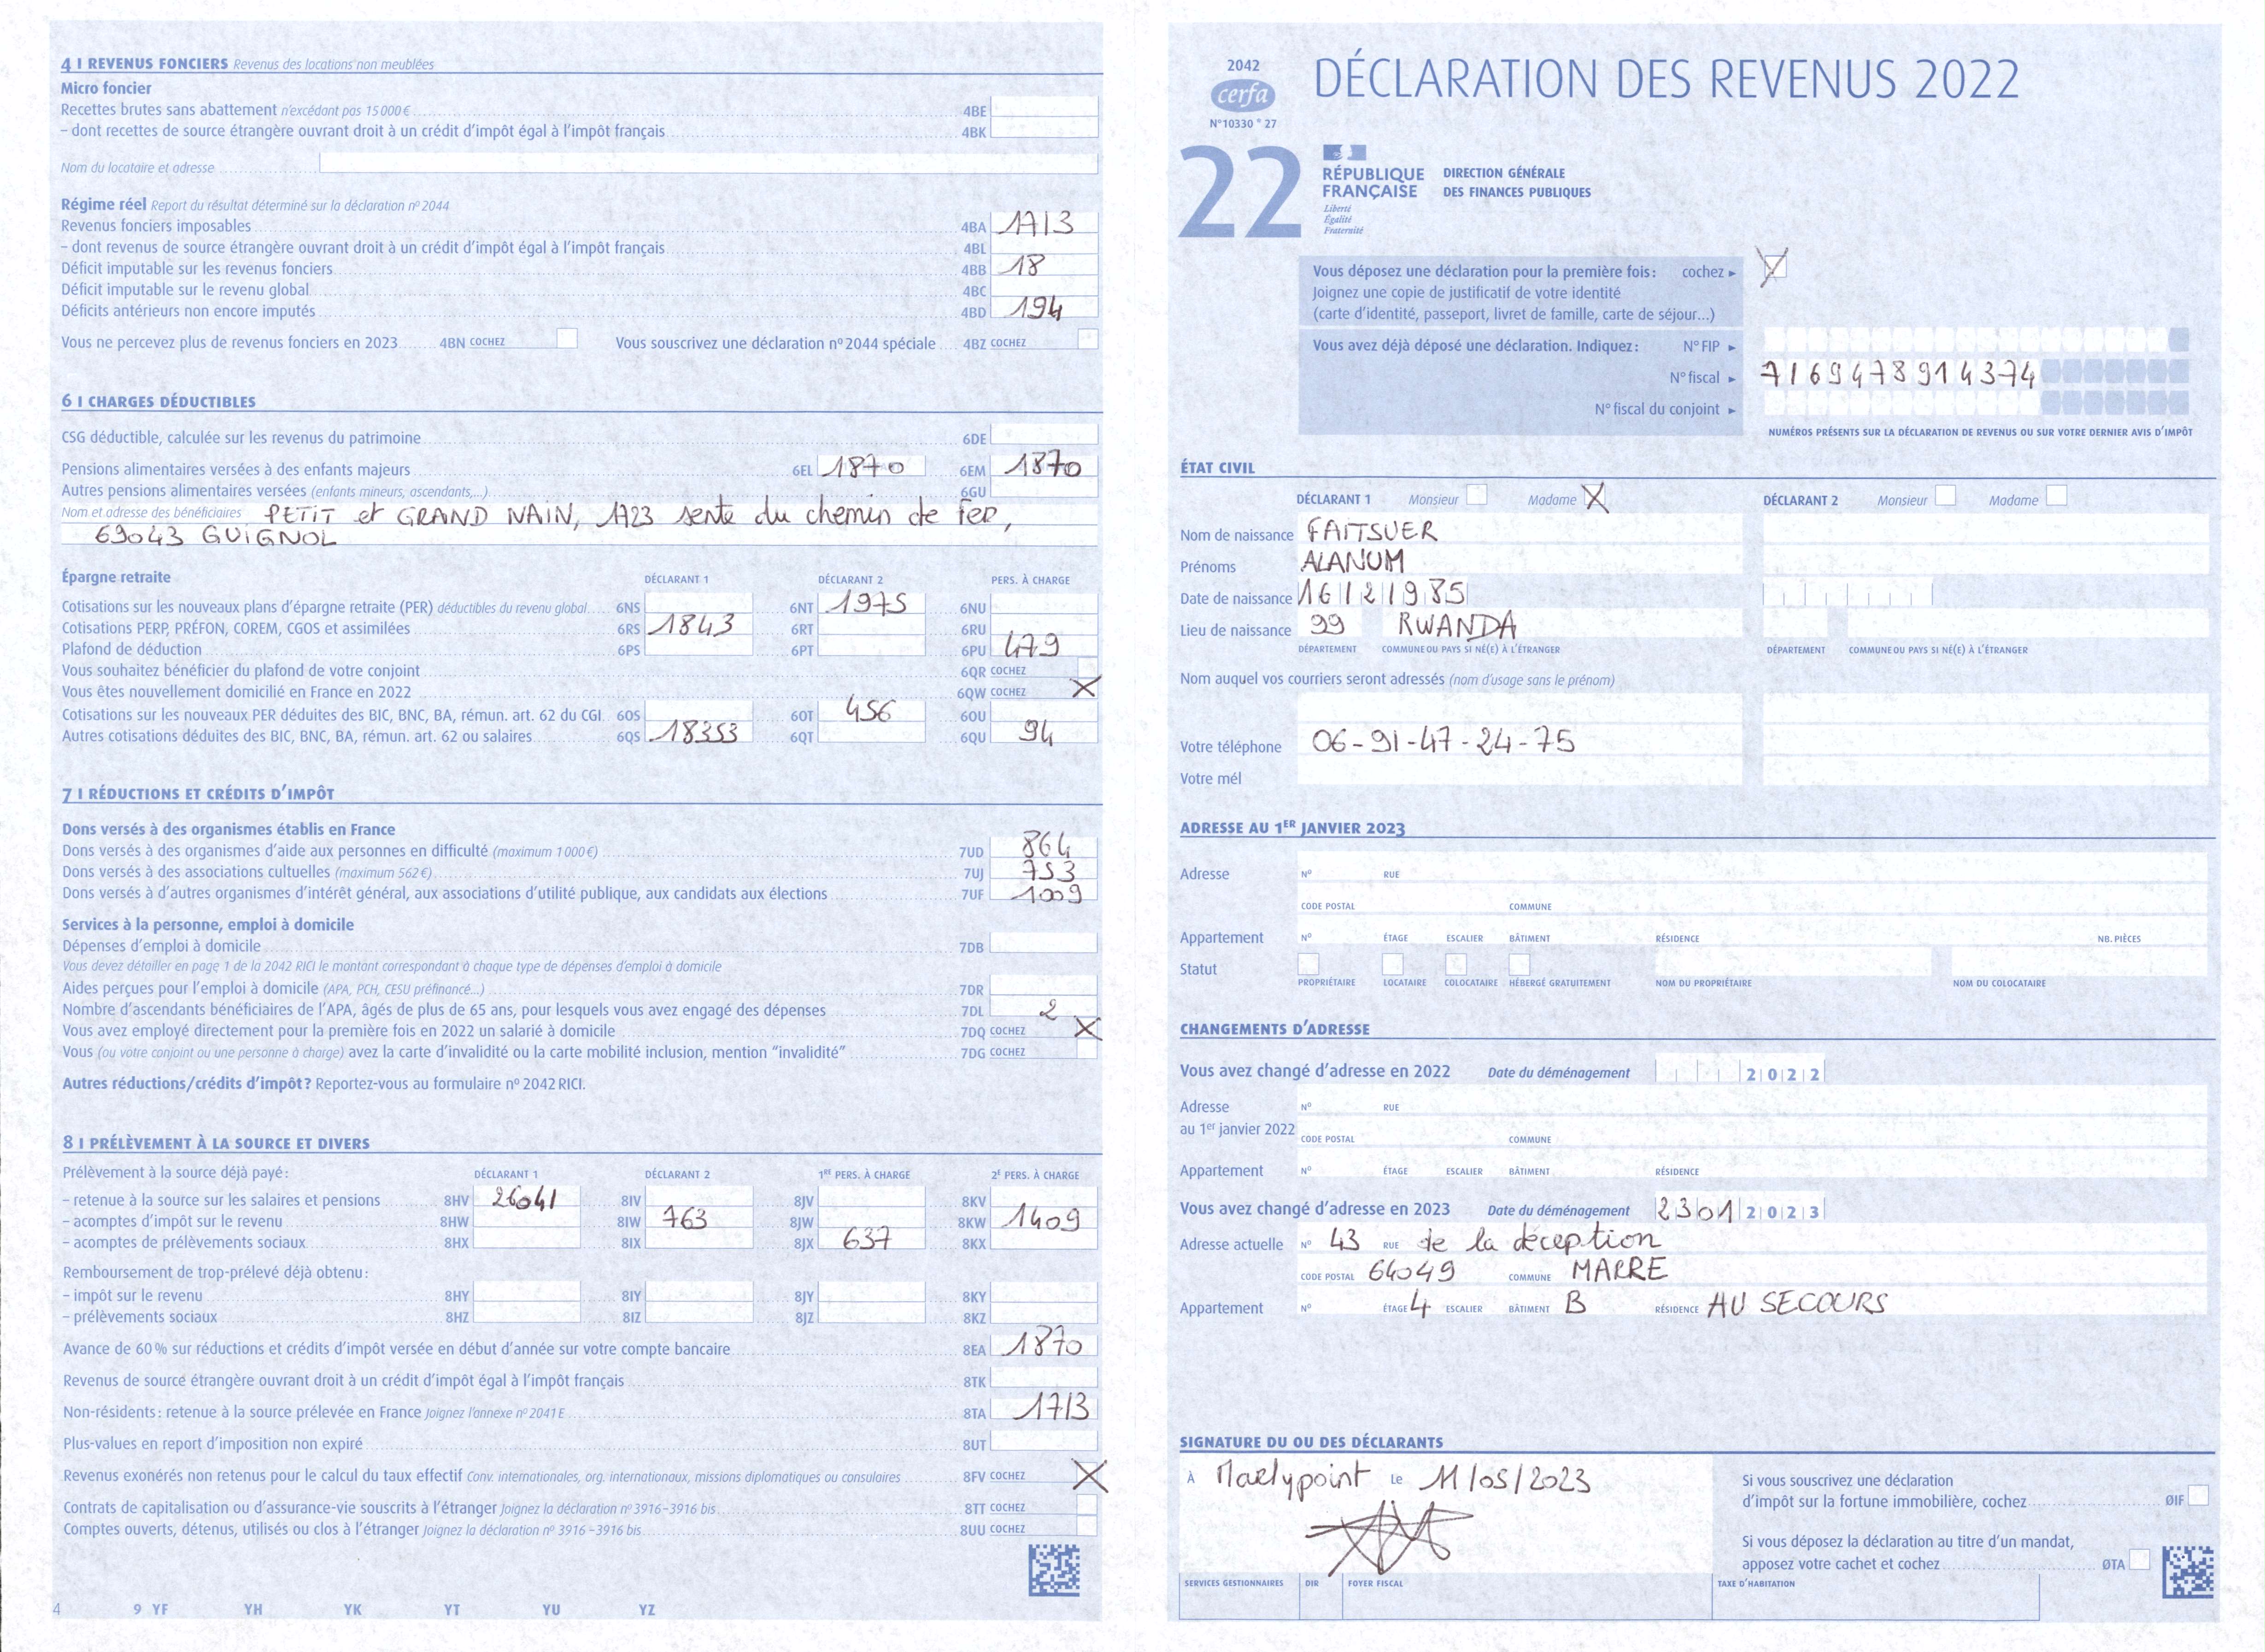 4 I REVENUS FONCIERS Revenus des locations non meublées
Micro foncier
Recettes brutes sans abattement n'excédant pas 15 000 € 4BE
– dont recettes de source étrangère ouvrant droit à un crédit d'impôt égal à l'impôt français 4BK
Nom du locataire et adresse
Régime réel Report du résultat déterminé sur la déclaration nº 2044
Revenus fonciers imposables 4BA 1713
– dont revenus de source étrangère ouvrant droit à un crédit d'impôt égal à l'impôt français 4BL
Déficit imputable sur les revenus fonciers 4BB 18
Déficit imputable sur le revenu global 4BC
Déficits antérieurs non encore imputés 4BD 194
Vous ne percevez plus de revenus fonciers en 2023 4BN COCHEZ Vous souscrivez une déclaration nº 2044 spéciale 4BZ COCHEZ
6 I CHARGES DÉDUCTIBLES
CSG déductible, calculée sur les revenus du patrimoine 6DE
Pensions alimentaires versées à des enfants majeurs 6EL 1870 6EM 1870
Autres pensions alimentaires versées (enfants mineurs, ascendants,...) 6GU
Nom et adresse des bénéficiaires PETIT et GRAND NAIN, 1723 sente du chemin de fer,
69043 GUIGNOL
Épargne retraite DÉCLARANT 1 DÉCLARANT 2 PERS. À CHARGE
Cotisations sur les nouveaux plans d'épargne retraite (PER) déductibles du revenu global 6NS 6NT 1975 6NU
Cotisations PERP, PRÉFON, COREM, CGOS et assimilées 6RS 1843 6RT 6RU
Plafond de déduction 6PS 6PT 6PU 479
Vous souhaitez bénéficier du plafond de votre conjoint 6QR COCHEZ
Vous êtes nouvellement domicilié en France en 2022 6QW COCHEZ X
Cotisations sur les nouveaux PER déduites des BIC, BNC, BA, rémun. art. 62 du CGI 6OS 6OT 456 6OU
Autres cotisations déduites des BIC, BNC, BA, rémun. art. 62 ou salaires 6QS 18353 6QT 6QU 94
7 I RÉDUCTIONS ET CRÉDITS D'IMPÔT
Dons versés à des organismes établis en France
Dons versés à des organismes d'aide aux personnes en difficulté (maximum 1 000 €) 7UD 864
Dons versés à des associations cultuelles (maximum 562 €) 7UJ 753
Dons versés à d'autres organismes d'intérêt général, aux associations d'utilité publique, aux candidats aux élections 7UF 1009
Services à la personne, emploi à domicile
Dépenses d'emploi à domicile 7DB
Vous devez détailler en page 1 de la 2042 RICI le montant correspondant à chaque type de dépenses d'emploi à domicile
Aides perçues pour l'emploi à domicile (APA, PCH, CESU préfinancé...) 7DR
Nombre d'ascendants bénéficiaires de l'APA, âgés de plus de 65 ans, pour lesquels vous avez engagé des dépenses 7DL 2
Vous avez employé directement pour la première fois en 2022 un salarié à domicile 7DQ COCHEZ X
Vous (ou votre conjoint ou une personne à charge) avez la carte d'invalidité ou la carte mobilité inclusion, mention "invalidité" 7DG COCHEZ
Autres réductions/crédits d'impôt ? Reportez-vous au formulaire nº 2042 RICI.
8 I PRÉLÈVEMENT À LA SOURCE ET DIVERS
Prélèvement à la source déjà payé : DÉCLARANT 1 DÉCLARANT 2 1RE PERS. À CHARGE 2E PERS. À CHARGE
– retenue à la source sur les salaires et pensions 8HV 26041 8IV 8JV 8KV
– acomptes d'impôt sur le revenu 8HW 8IW 763 8JW 8KW 1409
– acomptes de prélèvements sociaux 8HX 8IX 8JX 637 8KX
Remboursement de trop-prélevé déjà obtenu :
– impôt sur le revenu 8HY 8IY 8JY 8KY
– prélèvements sociaux 8HZ 8IZ 8JZ 8KZ
Avance de 60 % sur réductions et crédits d'impôt versée en début d'année sur votre compte bancaire 8EA 1870
Revenus de source étrangère ouvrant droit à un crédit d'impôt égal à l'impôt français 8TK
Non-résidents : retenue à la source prélevée en France Joignez l'annexe nº 2041 E 8TA 1713
Plus-values en report d'imposition non expiré 8UT
Revenus exonérés non retenus pour le calcul du taux effectif Conv. internationales, org. internationaux, missions diplomatiques ou consulaires 8FV COCHEZ X
Contrats de capitalisation ou d'assurance-vie souscrits à l'étranger Joignez la déclaration nº 3916–3916 bis 8TT COCHEZ
Comptes ouverts, détenus, utilisés ou clos à l'étranger Joignez la déclaration nº 3916 –3916 bis 8UU COCHEZ
4 9 YF YH YK YT YU YZ
2042
cerfa
Nº 10330 * 27
DÉCLARATION DES REVENUS 2022
22
RÉPUBLIQUE
FRANÇAISE
Liberté
Égalité
Fraternité
DIRECTION GÉNÉRALE
DES FINANCES PUBLIQUES
Vous déposez une déclaration pour la première fois : cochez ► X
Joignez une copie de justificatif de votre identité
(carte d'identité, passeport, livret de famille, carte de séjour...)
Vous avez déjà déposé une déclaration. Indiquez : Nº FIP ►
Nº fiscal ► 7169478914374
Nº fiscal du conjoint ►
NUMÉROS PRÉSENTS SUR LA DÉCLARATION DE REVENUS OU SUR VOTRE DERNIER AVIS D'IMPÔT
ÉTAT CIVIL
DÉCLARANT 1 Monsieur Madame X DÉCLARANT 2 Monsieur Madame
Nom de naissance FAITSUER
Prénoms ALANUM
Date de naissance 16121985
Lieu de naissance 99 RWANDA
DÉPARTEMENT COMMUNE OU PAYS SI NÉ(E) À L'ÉTRANGER DÉPARTEMENT COMMUNE OU PAYS SI NÉ(E) À L'ÉTRANGER
Nom auquel vos courriers seront adressés (nom d'usage sans le prénom)
Votre téléphone 06-91-47-24-75
Votre mél
ADRESSE AU 1ER JANVIER 2023
Adresse Nº RUE
CODE POSTAL COMMUNE
Appartement Nº ÉTAGE ESCALIER BÂTIMENT RÉSIDENCE NB. PIÈCES
Statut
PROPRIÉTAIRE LOCATAIRE COLOCATAIRE HÉBERGÉ GRATUITEMENT NOM DU PROPRIÉTAIRE NOM DU COLOCATAIRE
CHANGEMENTS D'ADRESSE
Vous avez changé d'adresse en 2022 Date du déménagement 2022
Adresse Nº RUE
au 1er janvier 2022 CODE POSTAL COMMUNE
Appartement Nº ÉTAGE ESCALIER BÂTIMENT RÉSIDENCE
Vous avez changé d'adresse en 2023 Date du déménagement 23012023
Adresse actuelle Nº 43 RUE de la déception
CODE POSTAL 64049 COMMUNE MARRE
Appartement Nº ÉTAGE 4 ESCALIER BÂTIMENT B RÉSIDENCE AU SECOURS
SIGNATURE DU OU DES DÉCLARANTS
À Maelypoint Le 11/05/2023
Si vous souscrivez une déclaration
d'impôt sur la fortune immobilière, cochez ØIF
Si vous déposez la déclaration au titre d'un mandat,
apposez votre cachet et cochez ØTA
SERVICES GESTIONNAIRES DIR FOYER FISCAL TAXE D'HABITATION